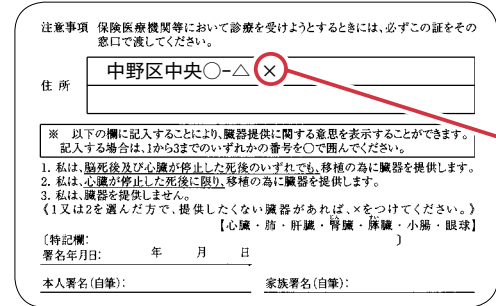 注意事項 保険医療機関等において診療を受けようとするときには、必ずこの証をその
窓口で渡してください。
住所 中野区中央○-△ ×
※ 以下の欄に記入することにより、臓器提供に関する意思を表示することができます。
記入する場合は、1から3までのいずれかの番号を○で囲んでください。
1. 私は、脳死後及び心臓が停止した死後のいずれでも、移植の為に臓器を提供します。
2. 私は、心臓が停止した死後に限り、移植の為に臓器を提供します。
3. 私は、臓器を提供しません。
《1又は2を選んだ方で、提供したくない臓器があれば、×をつけてください。》
【心臓・肺・肝臓・腎臓・膵臓・小腸・眼球】
〔特記欄: 〕
署名年月日: 年 月 日
本人署名(自筆): 家族署名(自筆):